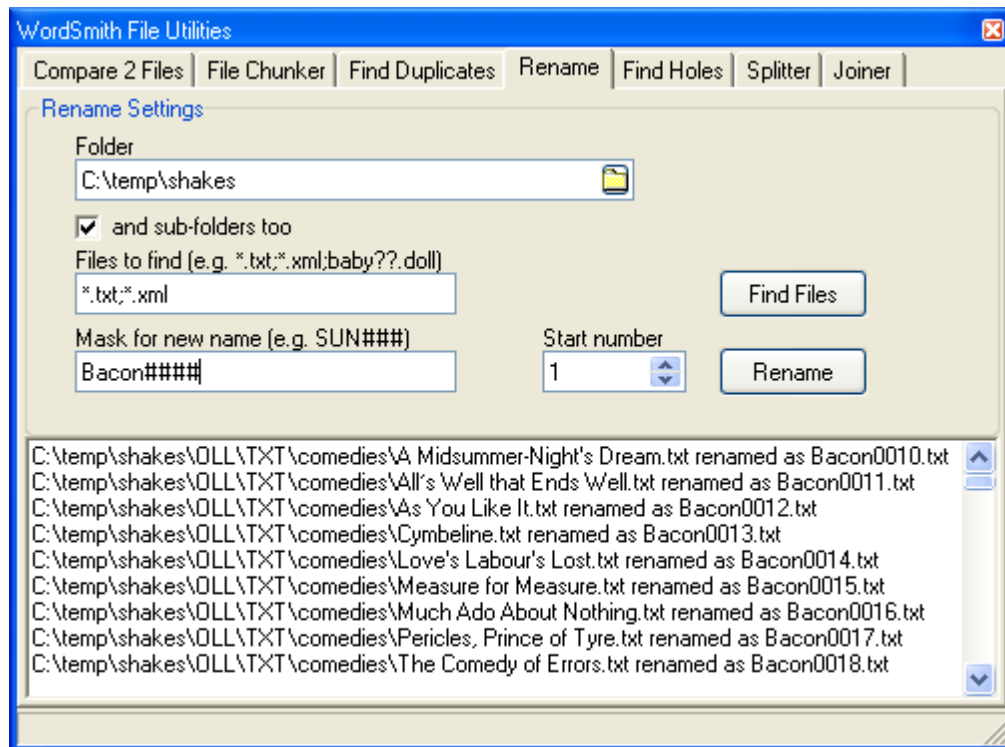 WordSmith File Utilities
Compare 2 Files File Chunker Find Duplicates Rename Find Holes Splitter Joiner
Rename Settings
Folder
C:\temp\shakes
and sub-folders too
Files to find (e.g. *.txt;*.xml;baby??.doll)
*.txt;*.xml
Find Files
Mask for new name (e.g. SUN###)
Start number
Bacon####
1
Rename
C:\temp\shakes\OLL\TXT\comedies\A Midsummer-Night's Dream.txt renamed as Bacon0010.txt
C:\temp\shakes\OLL\TXT\comedies\All's Well that Ends Well.txt renamed as Bacon0011.txt
C:\temp\shakes\OLL\TXT\comedies\As You Like It.txt renamed as Bacon0012.txt
C:\temp\shakes\OLL\TXT\comedies\Cymbeline.txt renamed as Bacon0013.txt
C:\temp\shakes\OLL\TXT\comedies\Love's Labour's Lost.txt renamed as Bacon0014.txt
C:\temp\shakes\OLL\TXT\comedies\Measure for Measure.txt renamed as Bacon0015.txt
C:\temp\shakes\OLL\TXT\comedies\Much Ado About Nothing.txt renamed as Bacon0016.txt
C:\temp\shakes\OLL\TXT\comedies\Pericles, Prince of Tyre.txt renamed as Bacon0017.txt
C:\temp\shakes\OLL\TXT\comedies\The Comedy of Errors.txt renamed as Bacon0018.txt